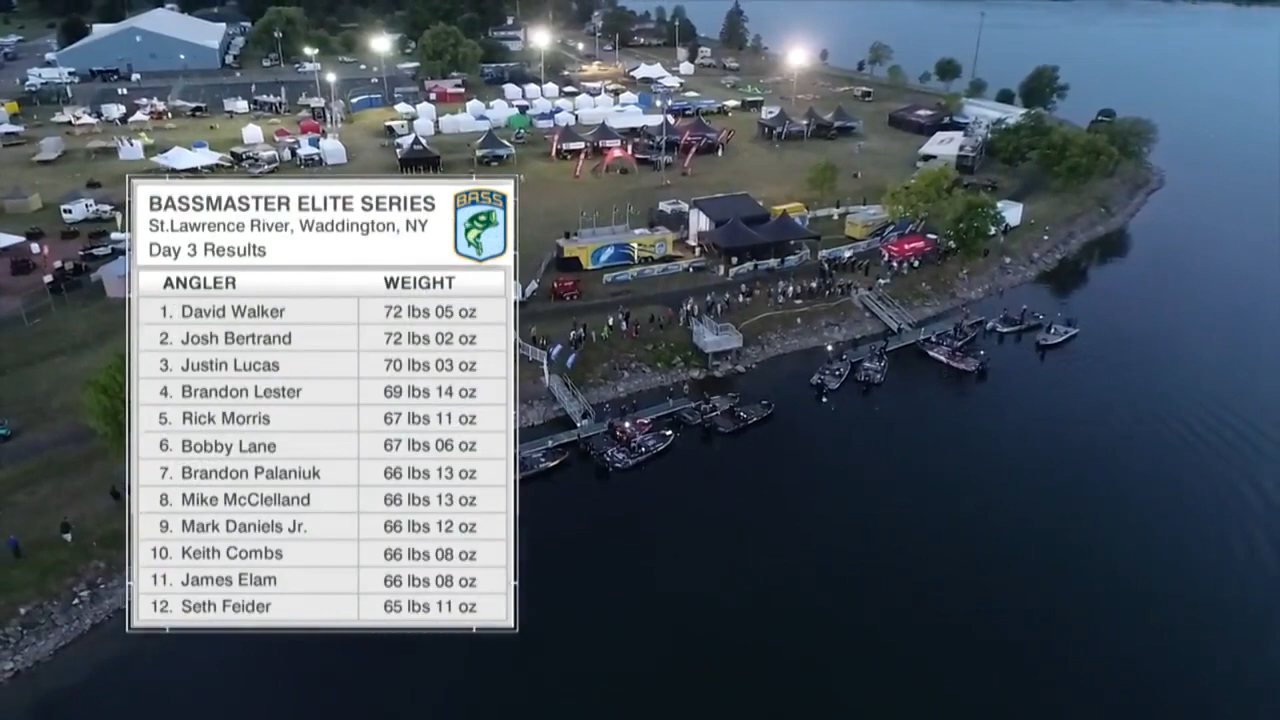 BASSMASTER ELITE SERIES
BASS
St.Lawrence River, Waddington, NY
Day 3 Results
ANGLER WEIGHT
1. David Walker 72 lbs 05 oz
2. Josh Bertrand 72 lbs 02 oz
3. Justin Lucas 70 lbs 03 oz
4. Brandon Lester 69 lbs 14 oz
5. Rick Morris 67 lbs 11 oz
6. Bobby Lane 67 lbs 06 oz
7. Brandon Palaniuk 66 lbs 13 oz
8. Mike McClelland 66 lbs 13 oz
9. Mark Daniels Jr. 66 lbs 12 oz
10. Keith Combs 66 lbs 08 oz
11. James Elam 66 lbs 08 oz
12. Seth Feider 65 lbs 11 oz